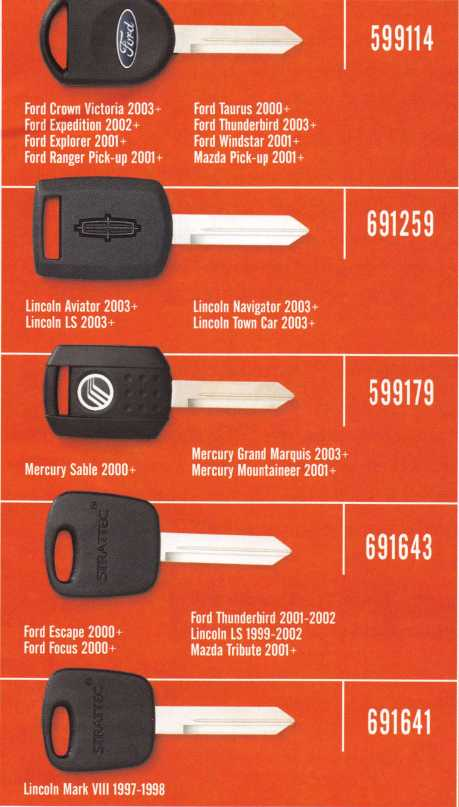 Ford
599114
Ford Crown Victoria 2003+
Ford Expedition 2002+
Ford Explorer 2001+
Ford Ranger Pick-up 2001+
Ford Taurus 2000+
Ford Thunderbird 2003+
Ford Windstar 2001+
Mazda Pick-up 2001+
691259
Lincoln Aviator 2003+
Lincoln LS 2003+
Lincoln Navigator 2003+
Lincoln Town Car 2003+
599179
Mercury Sable 2000+
Mercury Grand Marquis 2003+
Mercury Mountaineer 2001+
STRATTEC®
691643
Ford Escape 2000+
Ford Focus 2000+
Ford Thunderbird 2001-2002
Lincoln LS 1999-2002
Mazda Tribute 2001+
STRATTEC®
691641
Lincoln Mark VIII 1997-1998